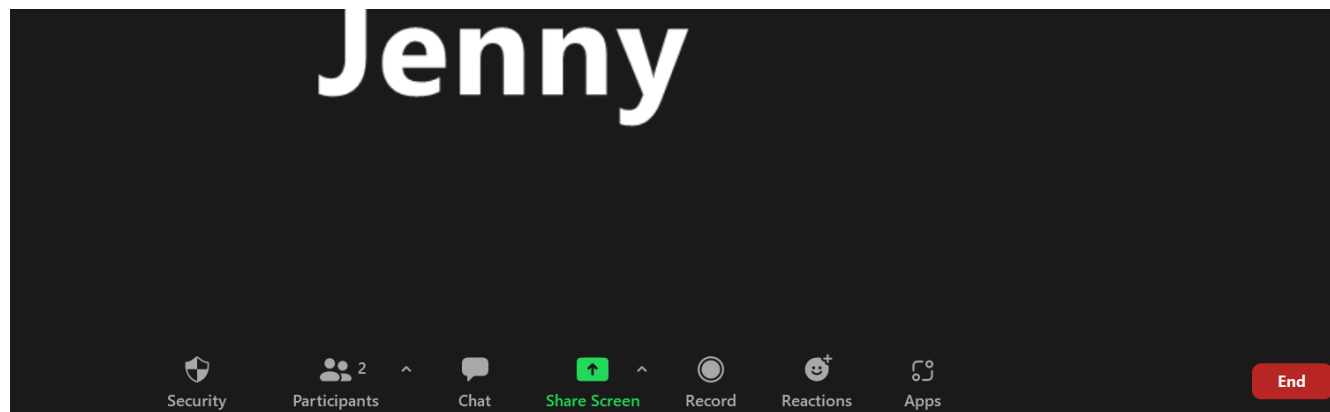 Jenny
2
Security
Participants
Chat
Share Screen
Record
Reactions
Apps
End